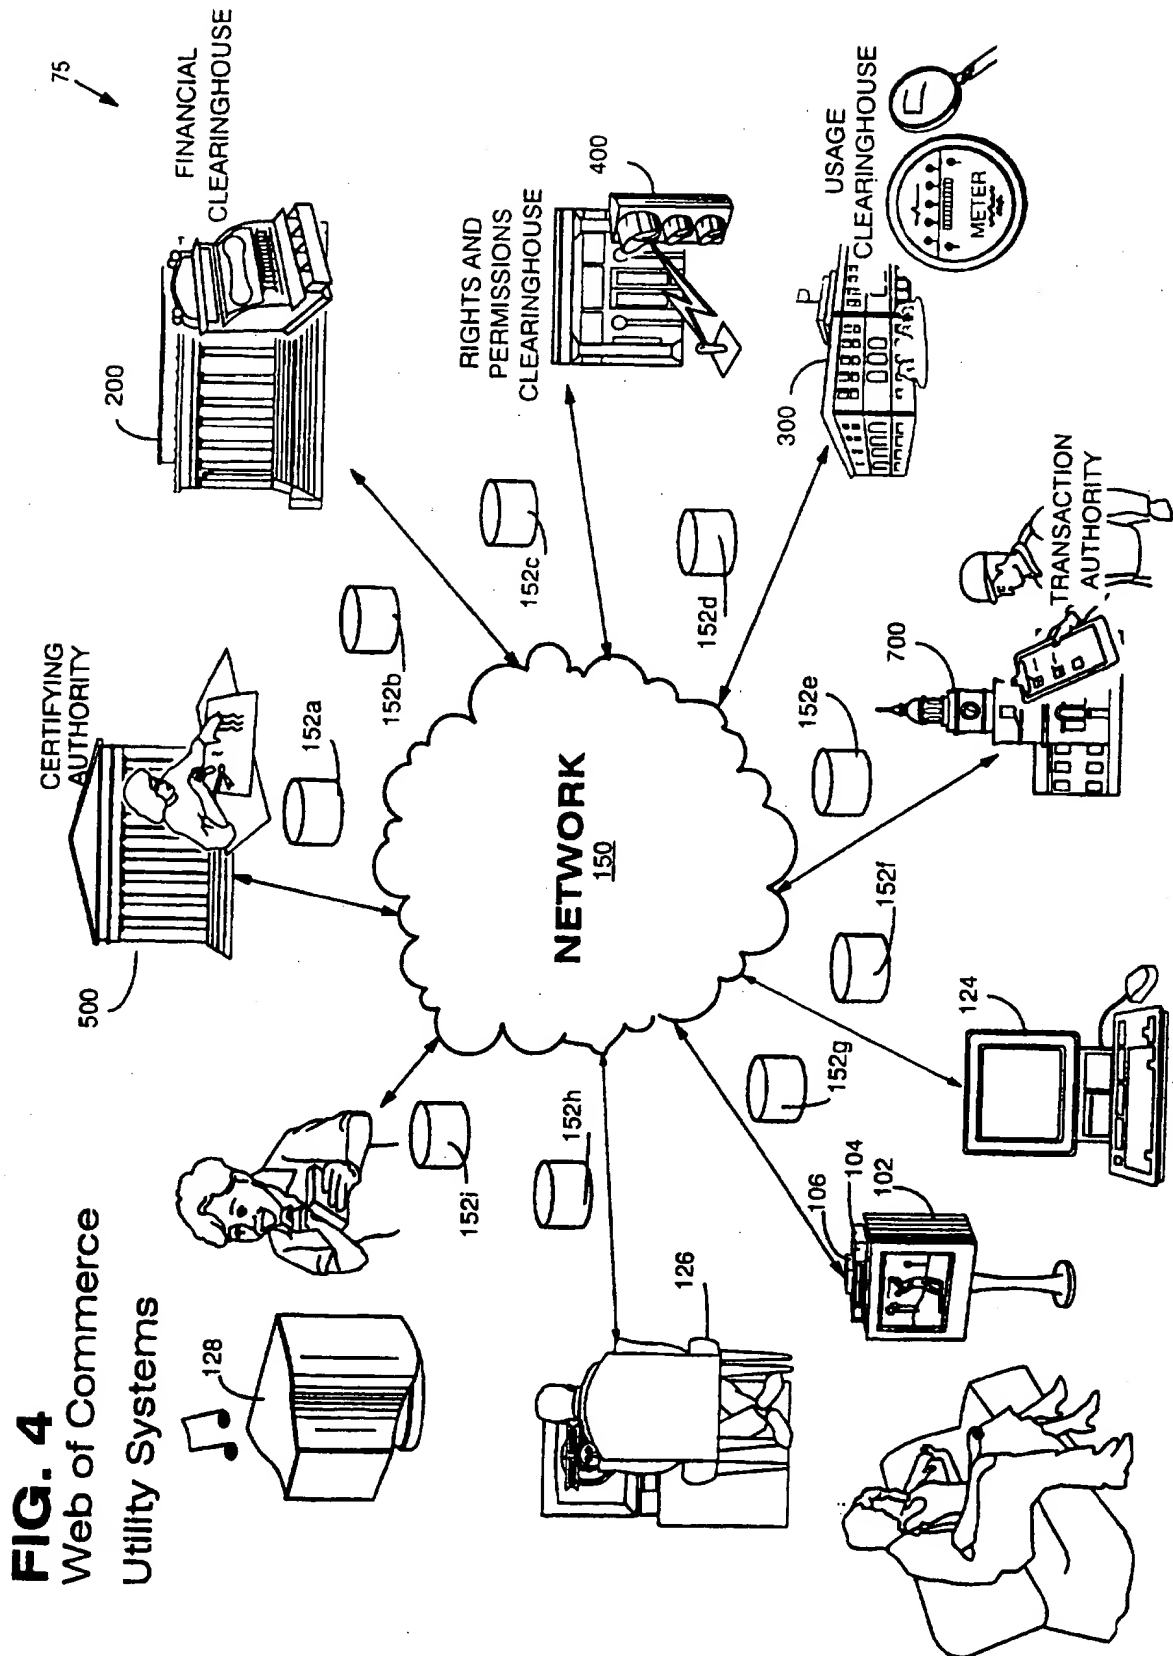 FIG. 4
Web of Commerce
Utility Systems
75
FINANCIAL
CLEARINGHOUSE
200
CERTIFYING
AUTHORITY
500
152a
152b
152c
RIGHTS AND
PERMISSIONS
CLEARINGHOUSE
400
152d
USAGE
CLEARINGHOUSE
300
METER
TRANSACTION
AUTHORITY
700
152e
152f
124
152g
106
104
102
152h
126
152i
128
NETWORK
150